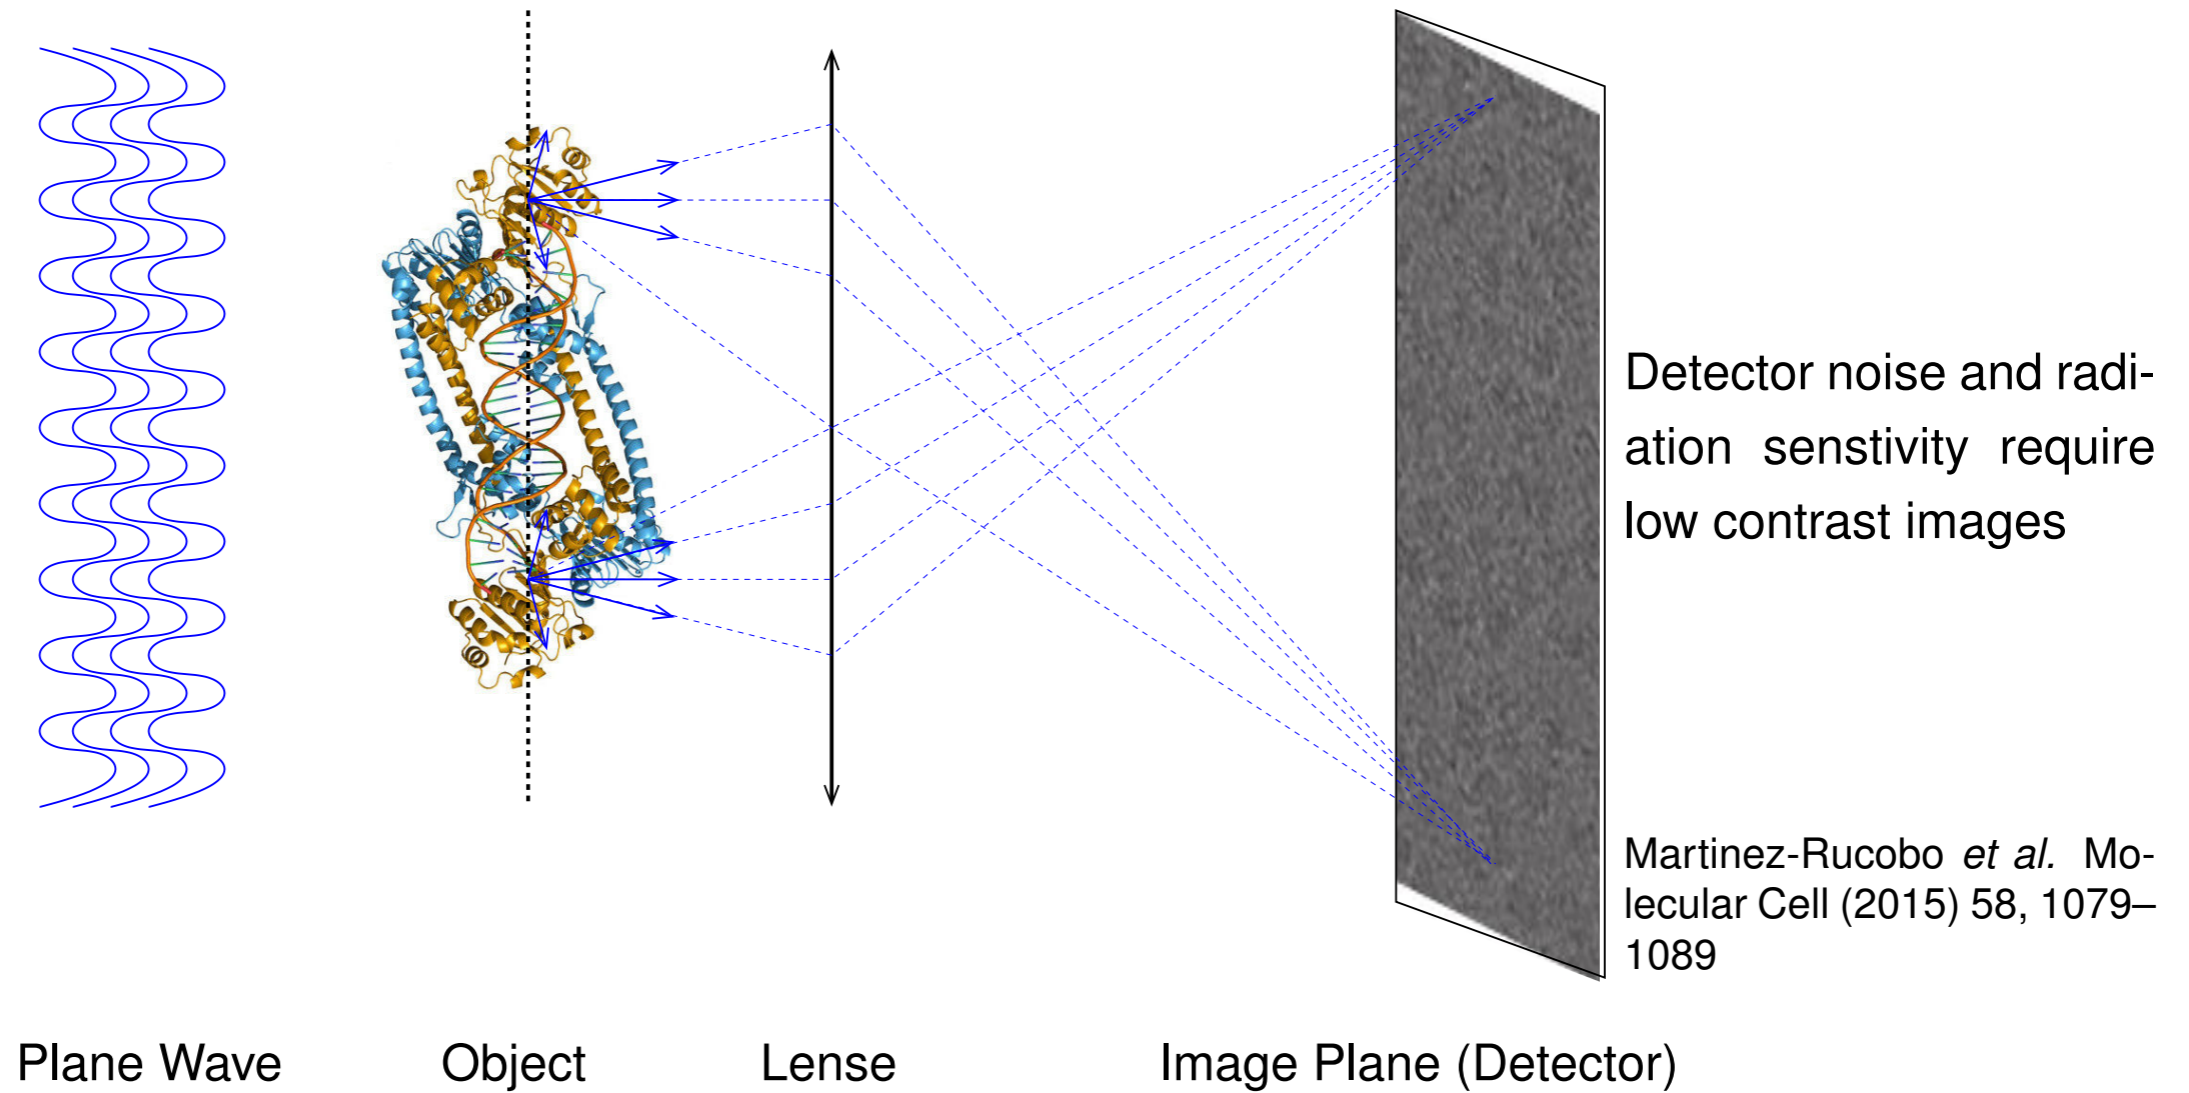 Detector noise and radi-
ation senstivity require
low contrast images
Martinez-Rucobo et al. Mo-
lecular Cell (2015) 58, 1079–
1089
Plane Wave
Object
Lense
Image Plane (Detector)